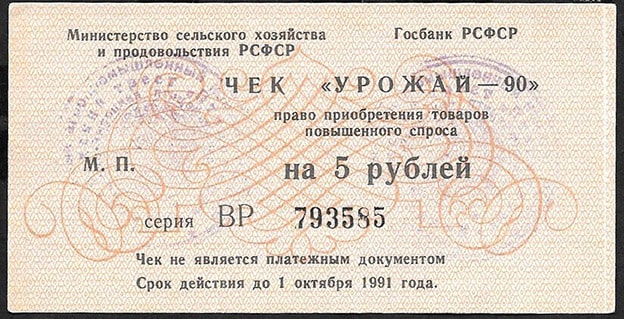 Министерство сельского хозяйства
и продовольствия РСФСР
Госбанк РСФСР
ЧЕК «УРОЖАЙ—90»
право приобретения товаров
повышенного спроса
М. П.
на 5 рублей
серия ВР 793585
Чек не является платежным документом
Срок действия до 1 октября 1991 года.